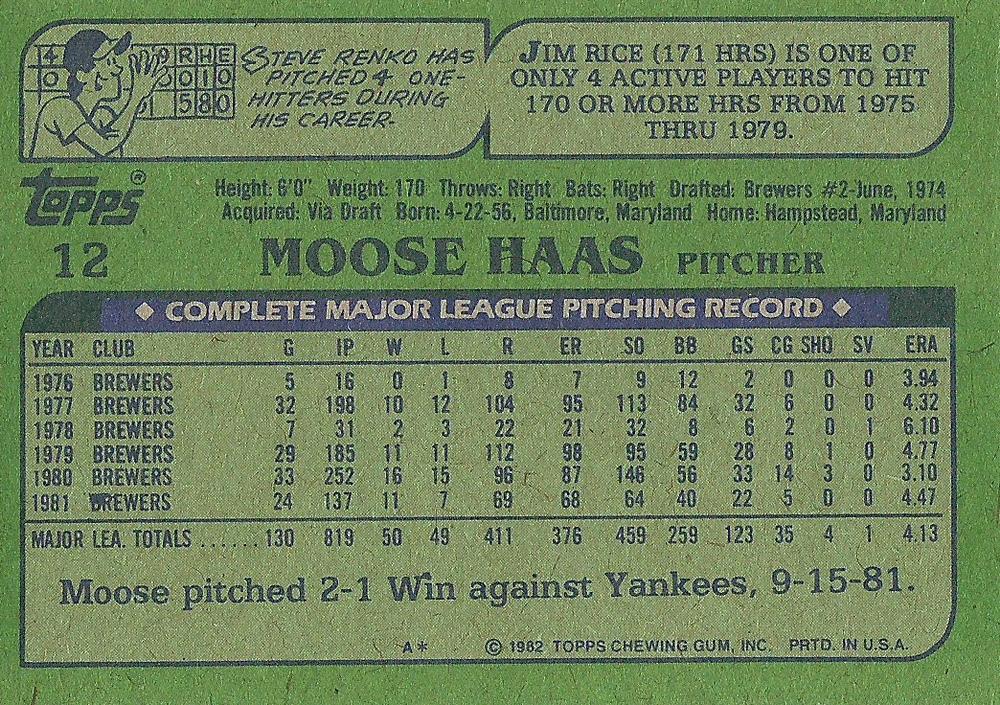 4 R H E
0 0 1 0
1 5 8 0
STEVE RENKO HAS
PITCHED 4 ONE-
HITTERS DURING
HIS CAREER.
JIM RICE (171 HRS) IS ONE OF
ONLY 4 ACTIVE PLAYERS TO HIT
170 OR MORE HRS FROM 1975
THRU 1979.
Topps®
Height: 6'0" Weight: 170 Throws: Right Bats: Right Drafted: Brewers #2-June, 1974
Acquired: Via Draft Born: 4-22-56, Baltimore, Maryland Home: Hampstead, Maryland
12 MOOSE HAAS PITCHER
◆ COMPLETE MAJOR LEAGUE PITCHING RECORD ◆
YEAR CLUB G IP W L R ER SO BB GS CG SHO SV ERA
1976 BREWERS 5 16 0 1 8 7 9 12 2 0 0 0 3.94
1977 BREWERS 32 198 10 12 104 95 113 84 32 6 0 0 4.32
1978 BREWERS 7 31 2 3 22 21 32 8 6 2 0 1 6.10
1979 BREWERS 29 185 11 11 112 98 95 59 28 8 1 0 4.77
1980 BREWERS 33 252 16 15 96 87 146 56 33 14 3 0 3.10
1981 BREWERS 24 137 11 7 69 68 64 40 22 5 0 0 4.47
MAJOR LEA. TOTALS ...... 130 819 50 49 411 376 459 259 123 35 4 1 4.13
Moose pitched 2-1 Win against Yankees, 9-15-81.
A* © 1982 TOPPS CHEWING GUM, INC. PRTD. IN U.S.A.